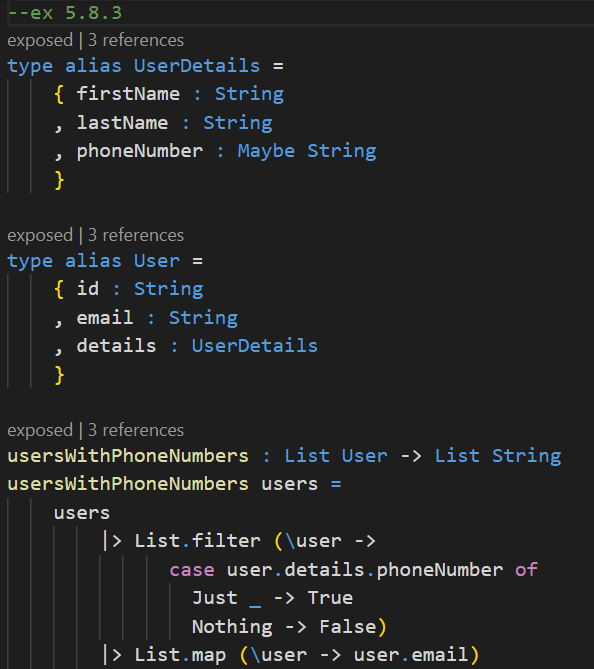 --ex 5.8.3
exposed | 3 references
type alias UserDetails =
    { firstName : String
    , lastName : String
    , phoneNumber : Maybe String
    }
exposed | 3 references
type alias User =
    { id : String
    , email : String
    , details : UserDetails
    }
exposed | 3 references
usersWithPhoneNumbers : List User -> List String
usersWithPhoneNumbers users =
    users
        |> List.filter (\user ->
              case user.details.phoneNumber of
                Just _ -> True
                Nothing -> False)
        |> List.map (\user -> user.email)